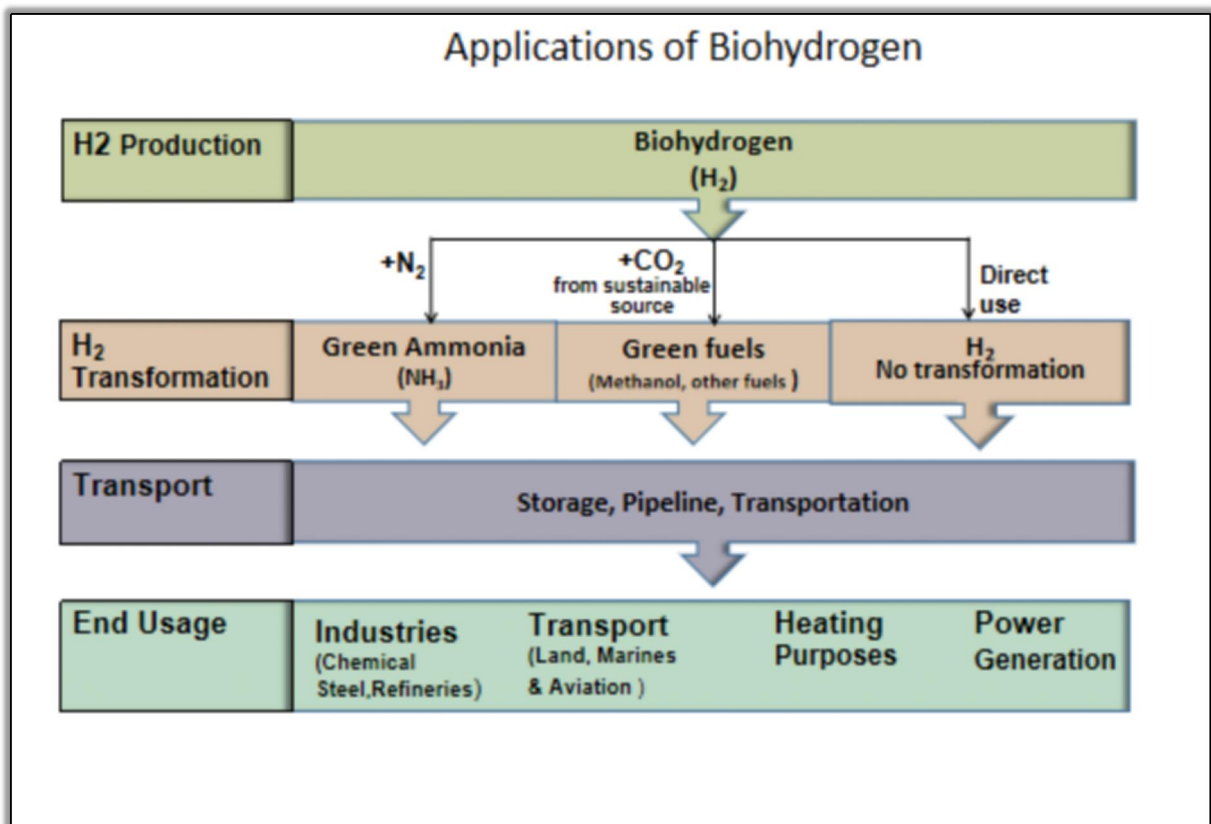 Applications of Biohydrogen
H2 Production
Biohydrogen
(H₂)
+N₂
+CO₂
from sustainable
source
Direct
use
H₂
Transformation
Green Ammonia
(NH₃)
Green fuels
(Methanol, other fuels )
H₂
No transformation
Transport
Storage, Pipeline, Transportation
End Usage
Industries
(Chemical
Steel,Refineries)
Transport
(Land, Marines
& Aviation )
Heating
Purposes
Power
Generation